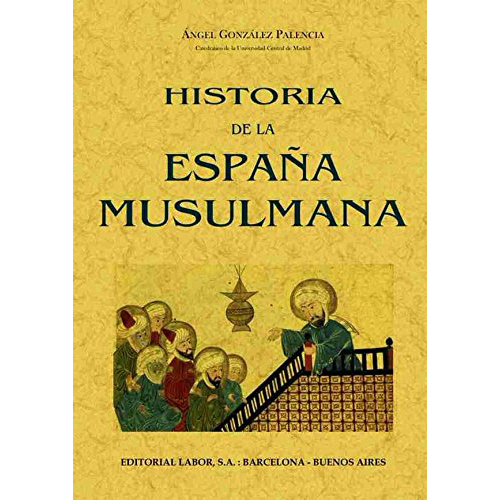 ÁNGEL GONZÁLEZ PALENCIA
Catedrático de la Universidad Central de Madrid
HISTORIA
DE LA
ESPAÑA
MUSULMANA
EDITORIAL LABOR, S.A. : BARCELONA - BUENOS AIRES